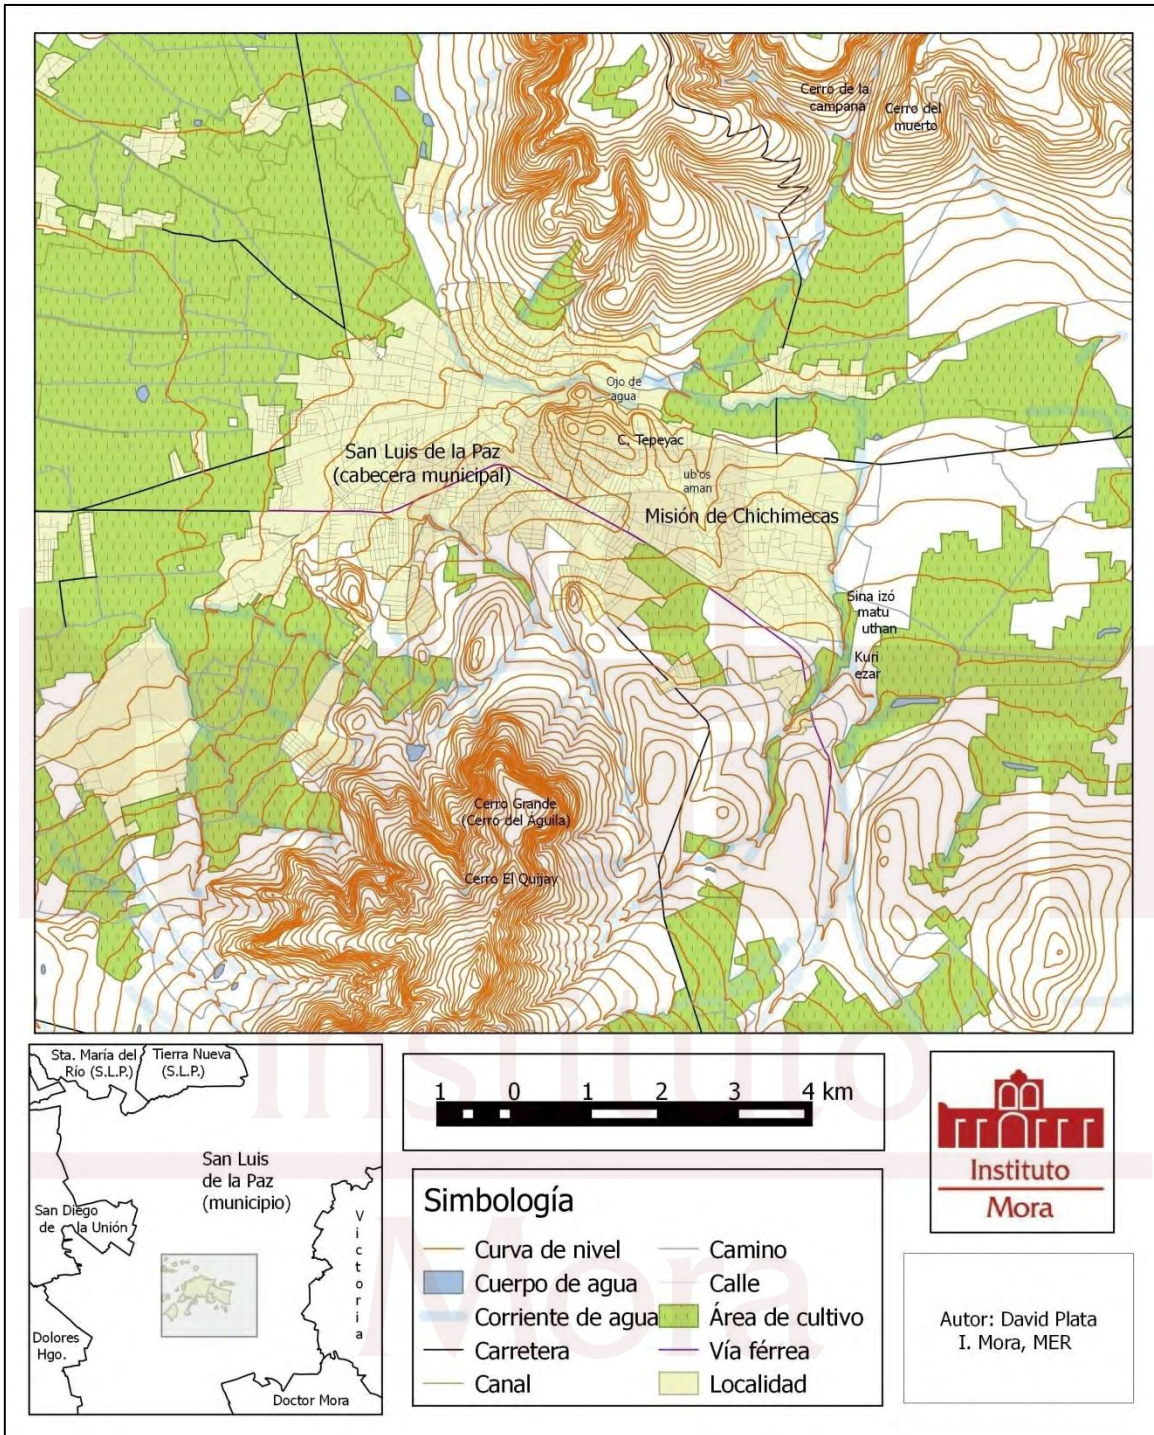 Cerro de la
campana
Cerro del
muerto
Ojo de
agua
C. Tepeyac
San Luis de la Paz
(cabecera municipal)
ub'os
aman
Misión de Chichimecas
Sina izó
matu
uthan
Kuri
ezar
Cerro Grande
(Cerro del Águila)
Cerro El Quijay
Sta. María del
Río (S.L.P.)
Tierra Nueva
(S.L.P.)
San Luis
de la Paz
(municipio)
San Diego
de la Unión
Victoria
Dolores
Hgo.
Doctor Mora
1 0 1 2 3 4 km
Simbología
Curva de nivel
Cuerpo de agua
Corriente de agua
Carretera
Canal
Camino
Calle
Área de cultivo
Vía férrea
Localidad
Instituto
Mora
Autor: David Plata
I. Mora, MER
Instituto
Mora